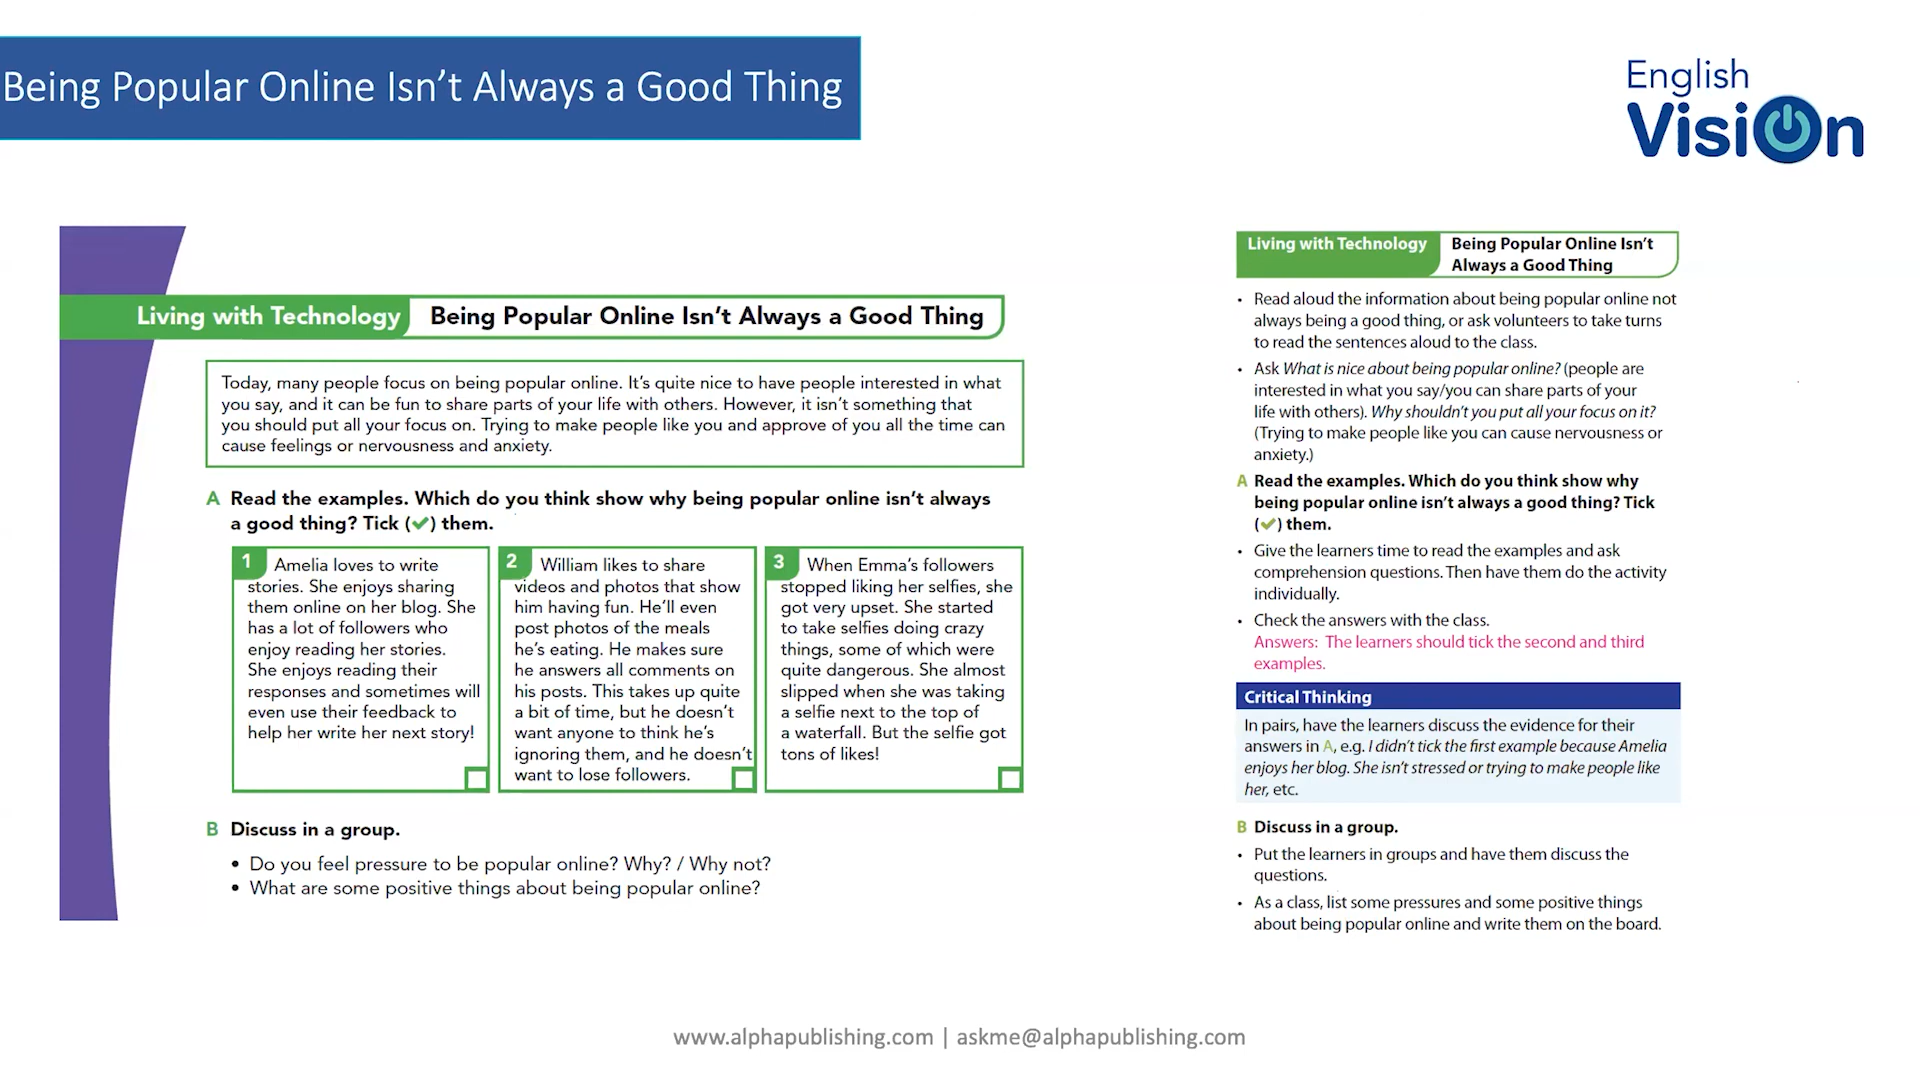 Being Popular Online Isn't Always a Good Thing
English
Vision
Living with Technology
Being Popular Online Isn't Always a Good Thing
Today, many people focus on being popular online. It's quite nice to have people interested in what
you say, and it can be fun to share parts of your life with others. However, it isn't something that
you should put all your focus on. Trying to make people like you and approve of you all the time can
cause feelings or nervousness and anxiety.
A Read the examples. Which do you think show why being popular online isn't always
a good thing? Tick (✔) them.
1 Amelia loves to write
stories. She enjoys sharing
them online on her blog. She
has a lot of followers who
enjoy reading her stories.
She enjoys reading their
responses and sometimes will
even use their feedback to
help her write her next story!
2 William likes to share
videos and photos that show
him having fun. He'll even
post photos of the meals
he's eating. He makes sure
he answers all comments on
his posts. This takes up quite
a bit of time, but he doesn't
want anyone to think he's
ignoring them, and he doesn't
want to lose followers.
3 When Emma's followers
stopped liking her selfies, she
got very upset. She started
to take selfies doing crazy
things, some of which were
quite dangerous. She almost
slipped when she was taking
a selfie next to the top of
a waterfall. But the selfie got
tons of likes!
B Discuss in a group.
• Do you feel pressure to be popular online? Why? / Why not?
• What are some positive things about being popular online?
Living with Technology
Being Popular Online Isn't
Always a Good Thing
• Read aloud the information about being popular online not
always being a good thing, or ask volunteers to take turns
to read the sentences aloud to the class.
• Ask What is nice about being popular online? (people are
interested in what you say/you can share parts of your
life with others). Why shouldn't you put all your focus on it?
(Trying to make people like you can cause nervousness or
anxiety.)
A Read the examples. Which do you think show why
being popular online isn't always a good thing? Tick
(✔) them.
• Give the learners time to read the examples and ask
comprehension questions. Then have them do the activity
individually.
• Check the answers with the class.
Answers: The learners should tick the second and third
examples.
Critical Thinking
In pairs, have the learners discuss the evidence for their
answers in A, e.g. I didn't tick the first example because Amelia
enjoys her blog. She isn't stressed or trying to make people like
her, etc.
B Discuss in a group.
• Put the learners in groups and have them discuss the
questions.
• As a class, list some pressures and some positive things
about being popular online and write them on the board.
www.alphapublishing.com | askme@alphapublishing.com